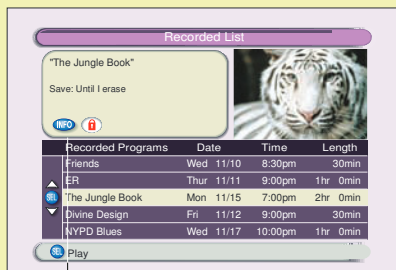 Recorded List
"The Jungle Book"
Save: Until I erase
INFO
Recorded Programs Date Time Length
Friends Wed 11/10 8:30pm 30min
ER Thur 11/11 9:00pm 1hr 0min
SEL The Jungle Book Mon 11/15 7:00pm 2hr 0min
Divine Design Fri 11/12 9:00pm 30min
NYPD Blues Wed 11/17 10:00pm 1hr 0min
SEL Play